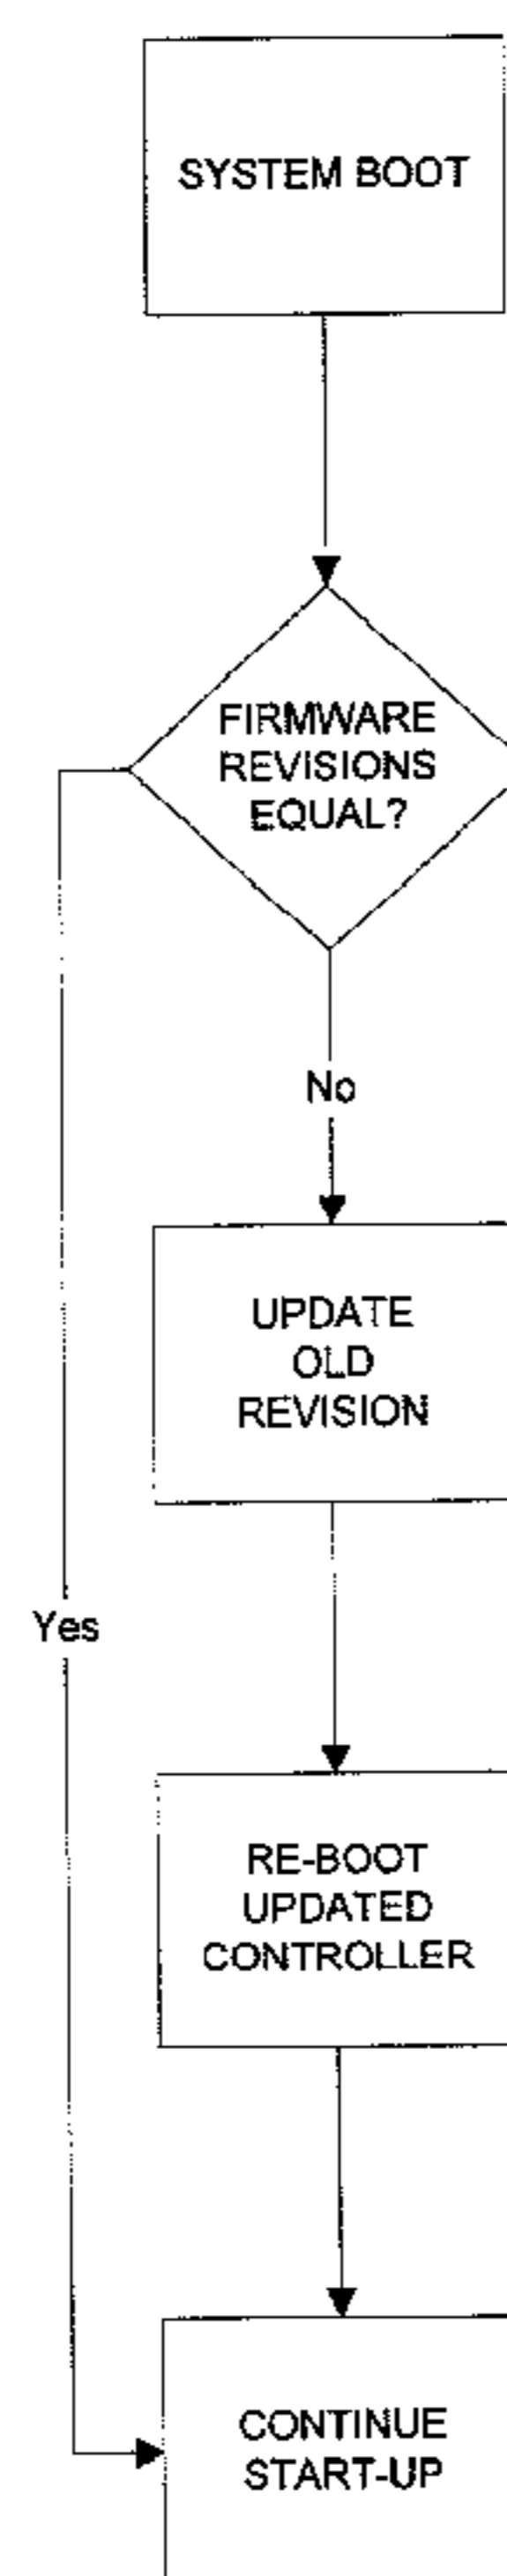 SYSTEM BOOT
FIRMWARE
REVISIONS
EQUAL?
No
UPDATE
OLD
REVISION
Yes
RE-BOOT
UPDATED
CONTROLLER
CONTINUE
START-UP